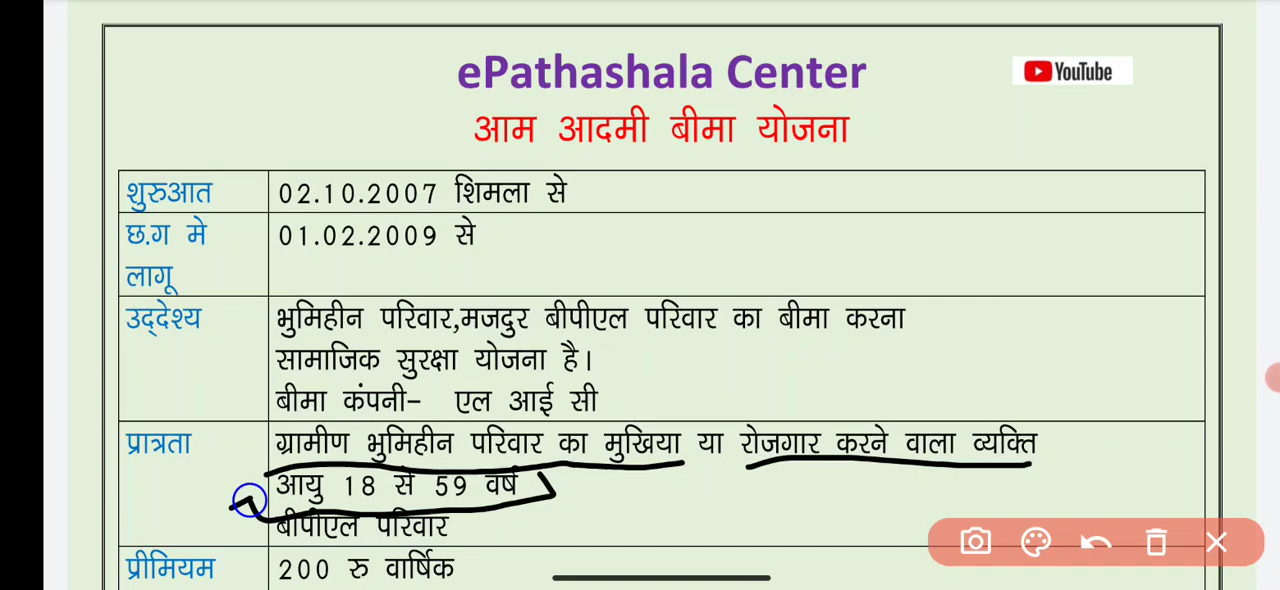 ePathashala Center
YouTube
आम आदमी बीमा योजना
शुरुआत 02.10.2007 शिमला से
छ.ग मे 01.02.2009 से
लागू
उद्देश्य भुमिहीन परिवार,मजदुर बीपीएल परिवार का बीमा करना
सामाजिक सुरक्षा योजना है।
बीमा कंपनी- एल आई सी
प्रात्रता ग्रामीण भुमिहीन परिवार का मुखिया या रोजगार करने वाला व्यक्ति
आयु 18 से 59 वर्ष
बीपीएल परिवार
प्रीमियम 200 रु वार्षिक